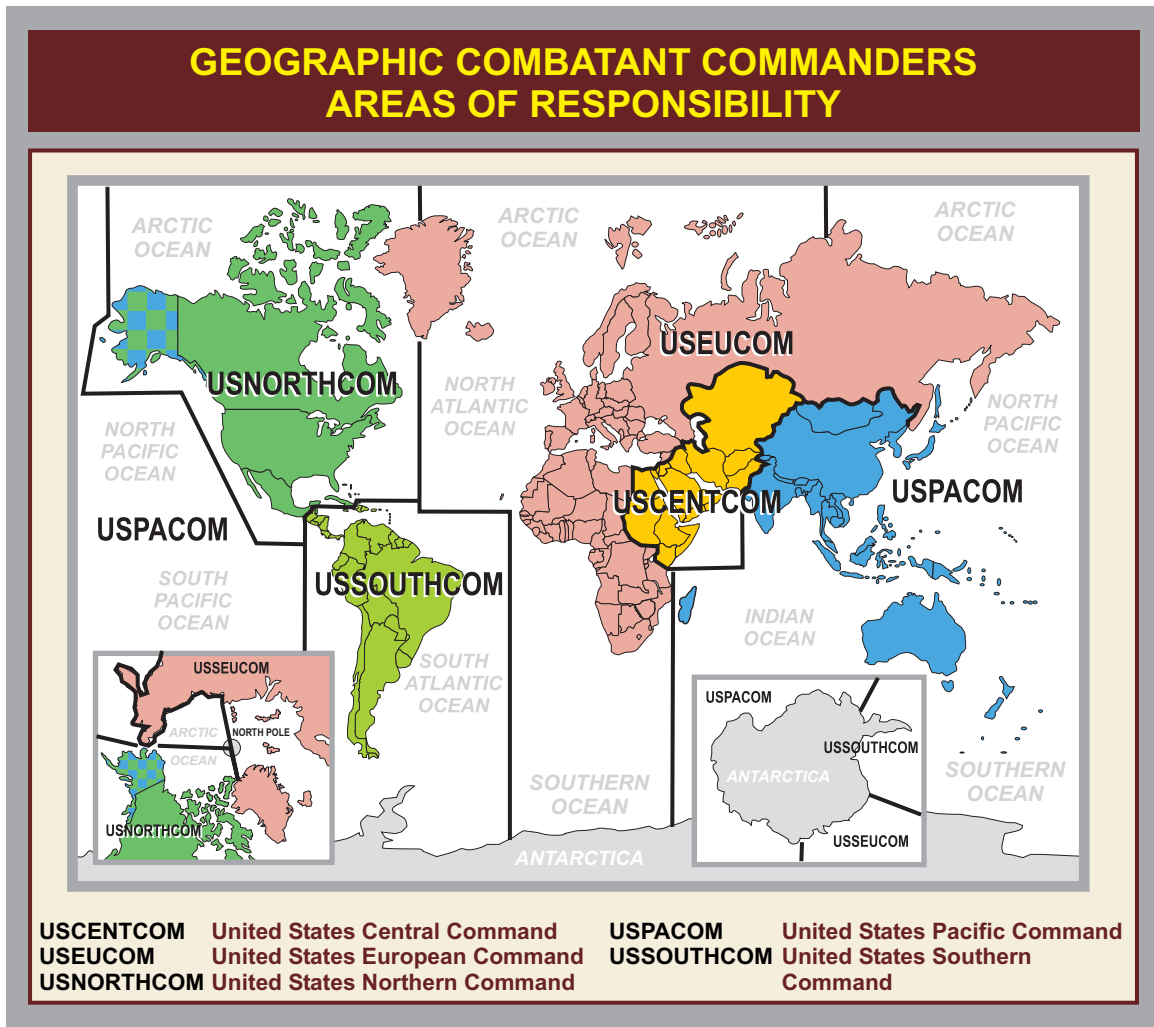 GEOGRAPHIC COMBATANT COMMANDERS
AREAS OF RESPONSIBILITY
ARCTIC
OCEAN
ARCTIC
OCEAN
ARCTIC
OCEAN
USEUCOM
USNORTHCOM
NORTH
ATLANTIC
OCEAN
NORTH
PACIFIC
OCEAN
NORTH
PACIFIC
OCEAN
USCENTCOM
USPACOM
USPACOM
USSOUTHCOM
SOUTH
PACIFIC
OCEAN
INDIAN
OCEAN
SOUTH
ATLANTIC
OCEAN
USSEUCOM
ARCTIC
OCEAN
NORTH POLE
USNORTHCOM
USPACOM
USSOUTHCOM
ANTARCTICA
USSEUCOM
SOUTHERN
OCEAN
SOUTHERN
OCEAN
ANTARCTICA
USCENTCOM United States Central Command
USEUCOM United States European Command
USNORTHCOM United States Northern Command
USPACOM United States Pacific Command
USSOUTHCOM United States Southern
Command